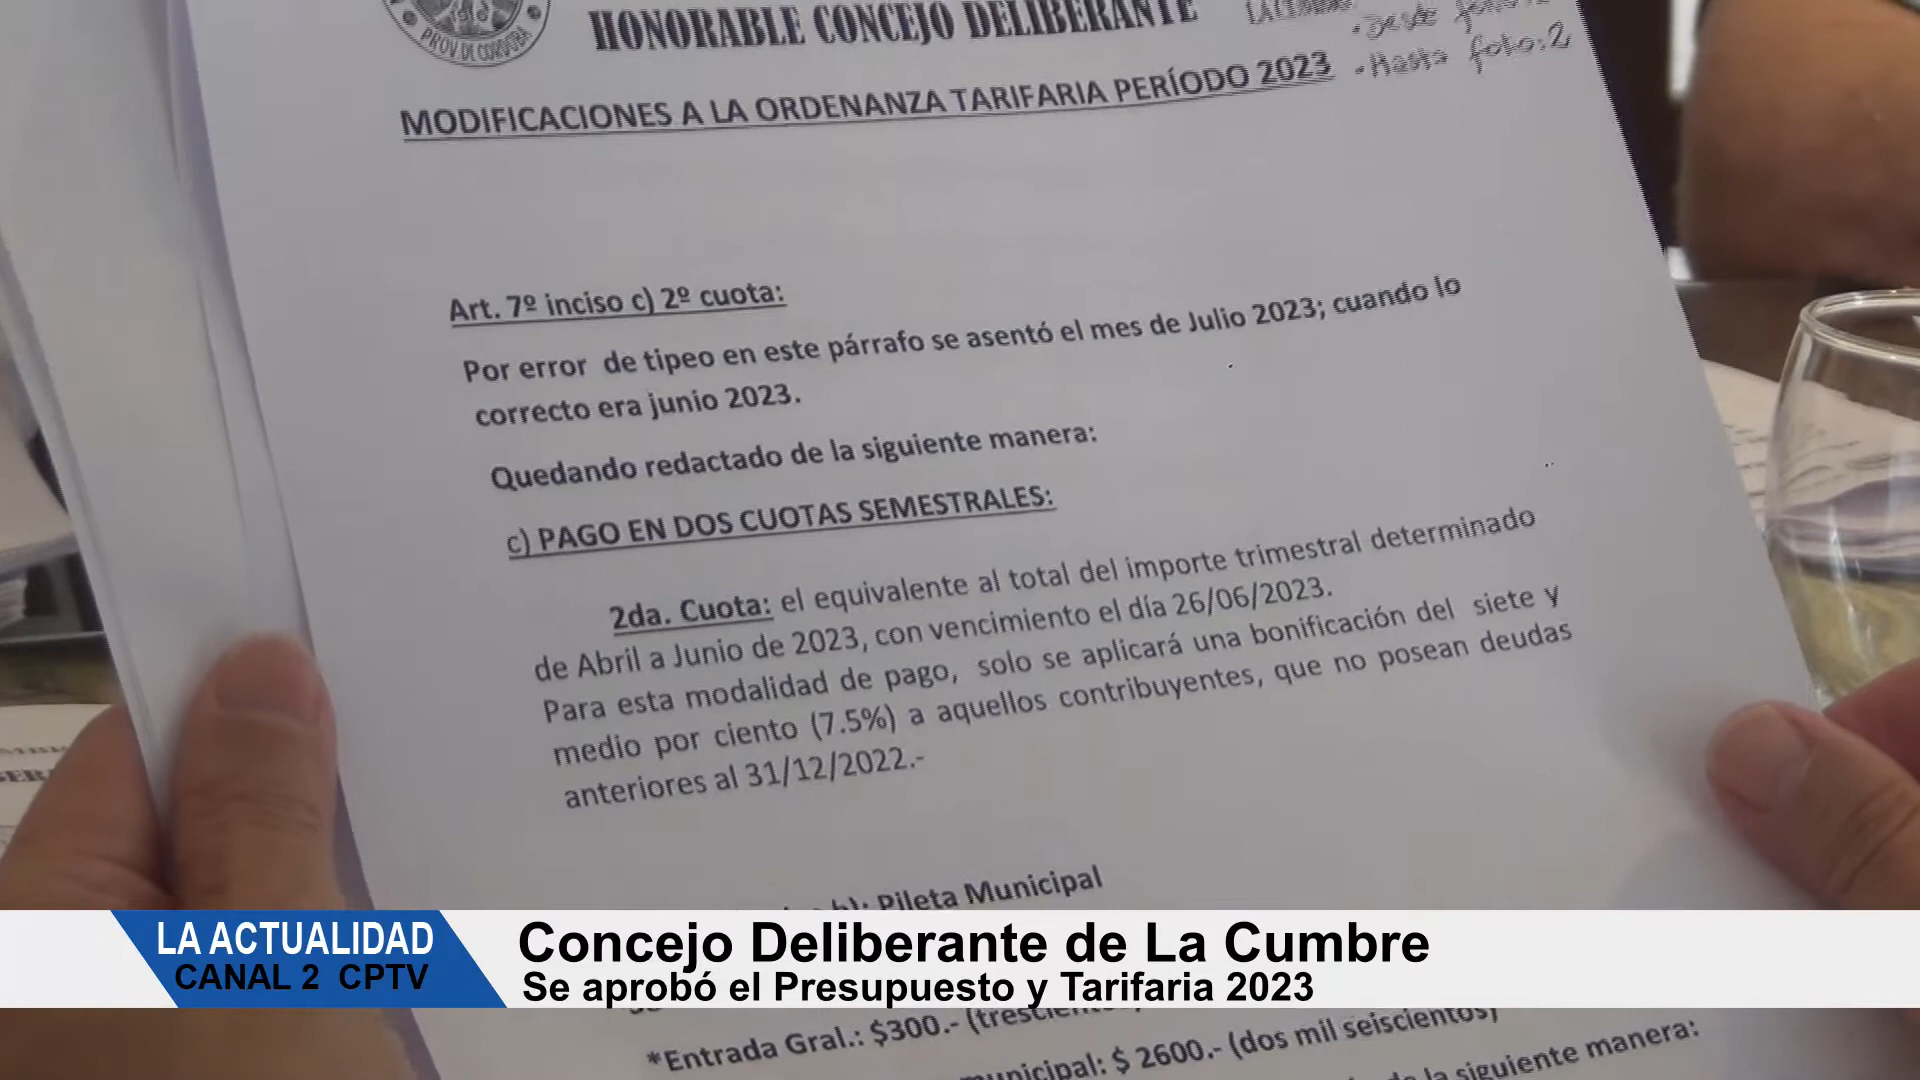 PROV. DE CORDOBA
HONORABLE CONCEJO DELIBERANTE
• Hasta foto: 2
MODIFICACIONES A LA ORDENANZA TARIFARIA PERÍODO 2023
Art. 7º inciso c) 2º cuota:
Por error de tipeo en este párrafo se asentó el mes de Julio 2023; cuando lo
correcto era junio 2023.
Quedando redactado de la siguiente manera:
c) PAGO EN DOS CUOTAS SEMESTRALES:
2da. Cuota: el equivalente al total del importe trimestral determinado
de Abril a Junio de 2023, con vencimiento el día 26/06/2023.
Para esta modalidad de pago, solo se aplicará una bonificación del siete y
medio por ciento (7.5%) a aquellos contribuyentes, que no posean deudas
anteriores al 31/12/2022.-
b): Pileta Municipal
LA ACTUALIDAD
CANAL 2 CPTV
Concejo Deliberante de La Cumbre
Se aprobó el Presupuesto y Tarifaria 2023
*Entrada Gral.: $300.-
: $ 2600.- (dos mil seiscientos)
la siguiente manera: